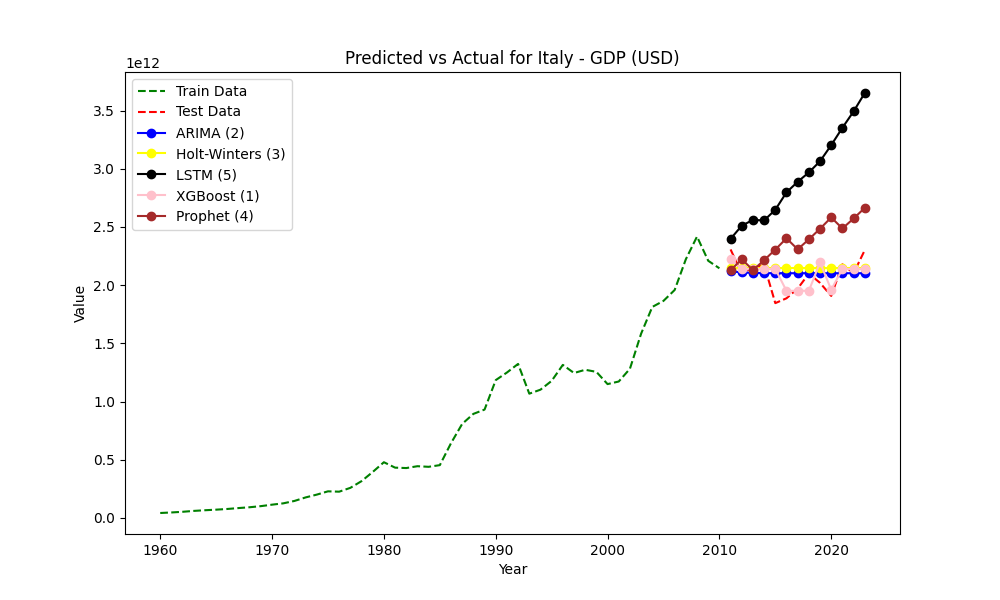 Predicted vs Actual for Italy - GDP (USD)
1e12
Train Data
Test Data
ARIMA (2)
Holt-Winters (3)
LSTM (5)
XGBoost (1)
Prophet (4)
3.5
3.0
2.5
2.0
1.5
1.0
0.5
0.0
Value
1960 1970 1980 1990 2000 2010 2020
Year